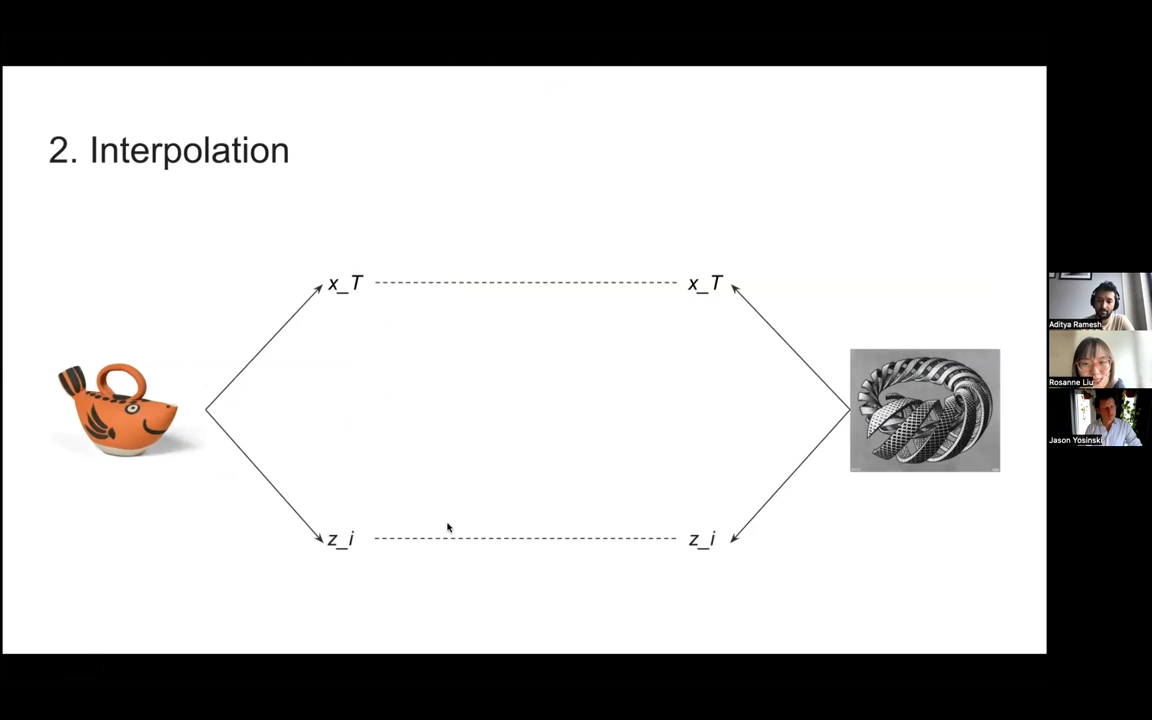 2. Interpolation
x_T
x_T
z_i
z_i
Aditya Ramesh
Rosanne Liu
Jason Yosinski